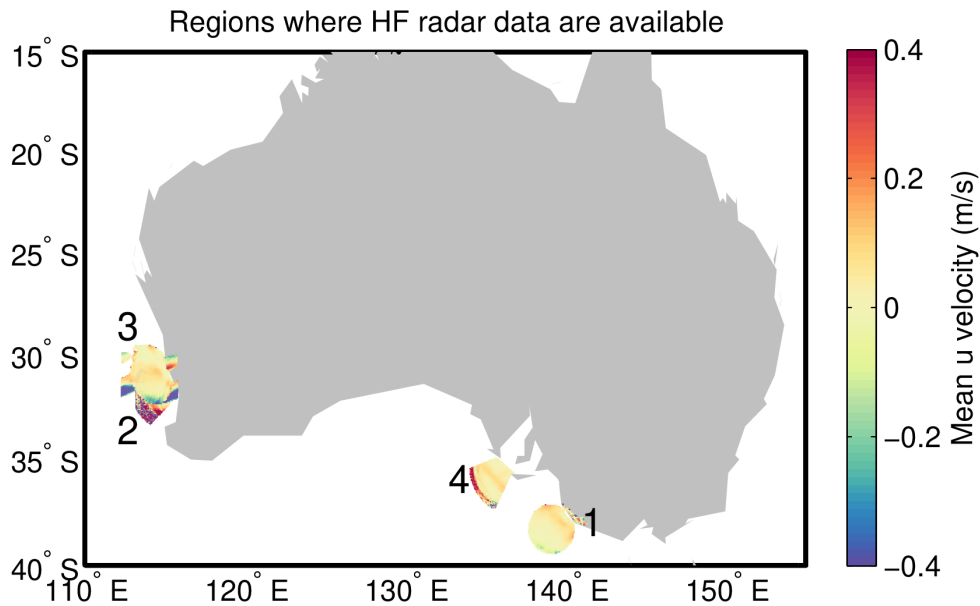 Regions where HF radar data are available
15° S
20° S
25° S
30° S
35° S
40° S
110° E
120° E
130° E
140° E
150° E
3
2
4
1
0.4
0.2
0
−0.2
−0.4
Mean u velocity (m/s)